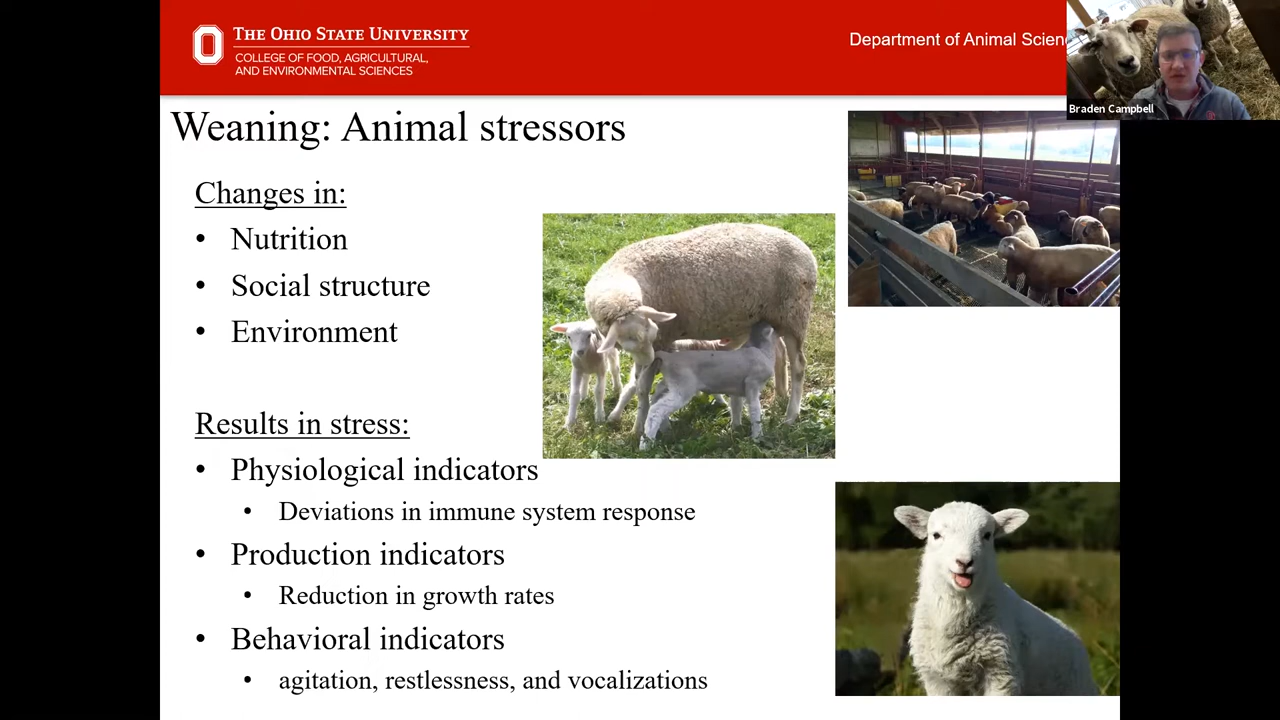 THE OHIO STATE UNIVERSITY
COLLEGE OF FOOD, AGRICULTURAL,
AND ENVIRONMENTAL SCIENCES
Department of Animal
Braden Campbell
Weaning: Animal stressors
Changes in:
• Nutrition
• Social structure
• Environment
Results in stress:
• Physiological indicators
• Deviations in immune system response
• Production indicators
• Reduction in growth rates
• Behavioral indicators
• agitation, restlessness, and vocalizations